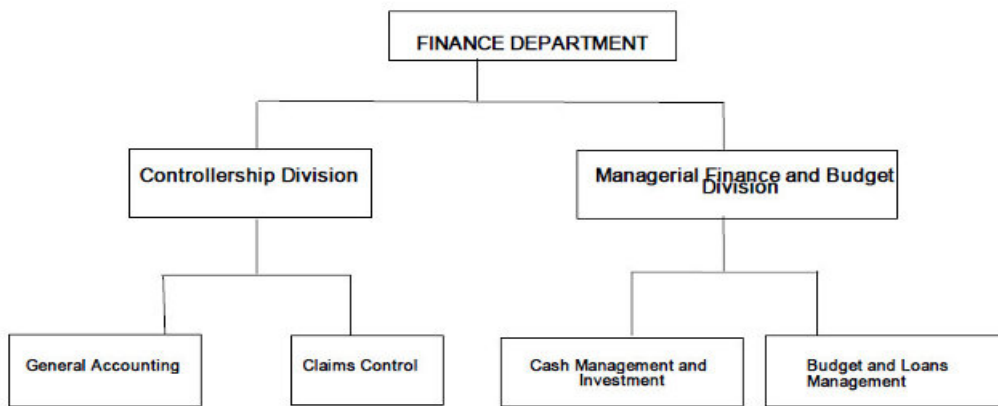 FINANCE DEPARTMENT
Controllership Division
Managerial Finance and Budget
Division
General Accounting
Claims Control
Cash Management and
Investment
Budget and Loans
Management